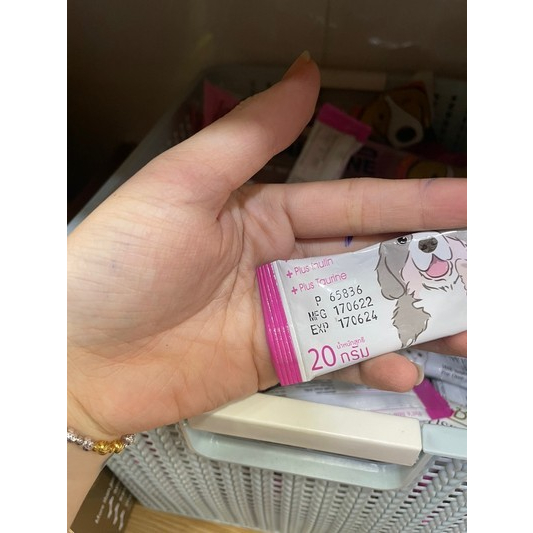 + Plus Inulin
+ Plus Taurine
P 65836
MFG 170622
EXP 170624
น้ำหนักสุทธิ
20 กรัม